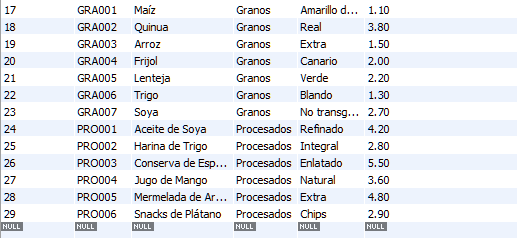 17 GRA001 Maíz Granos Amarillo d... 1.10
18 GRA002 Quinua Granos Real 3.80
19 GRA003 Arroz Granos Extra 1.50
20 GRA004 Frijol Granos Canario 2.00
21 GRA005 Lenteja Granos Verde 2.20
22 GRA006 Trigo Granos Blando 1.30
23 GRA007 Soya Granos No transg... 2.70
24 PRO001 Aceite de Soya Procesados Refinado 4.20
25 PRO002 Harina de Trigo Procesados Integral 2.80
26 PRO003 Conserva de Esp... Procesados Enlatado 5.50
27 PRO004 Jugo de Mango Procesados Natural 3.60
28 PRO005 Mermelada de Ar... Procesados Extra 4.80
29 PRO006 Snacks de Plátano Procesados Chips 2.90
NULL NULL NULL NULL NULL NULL